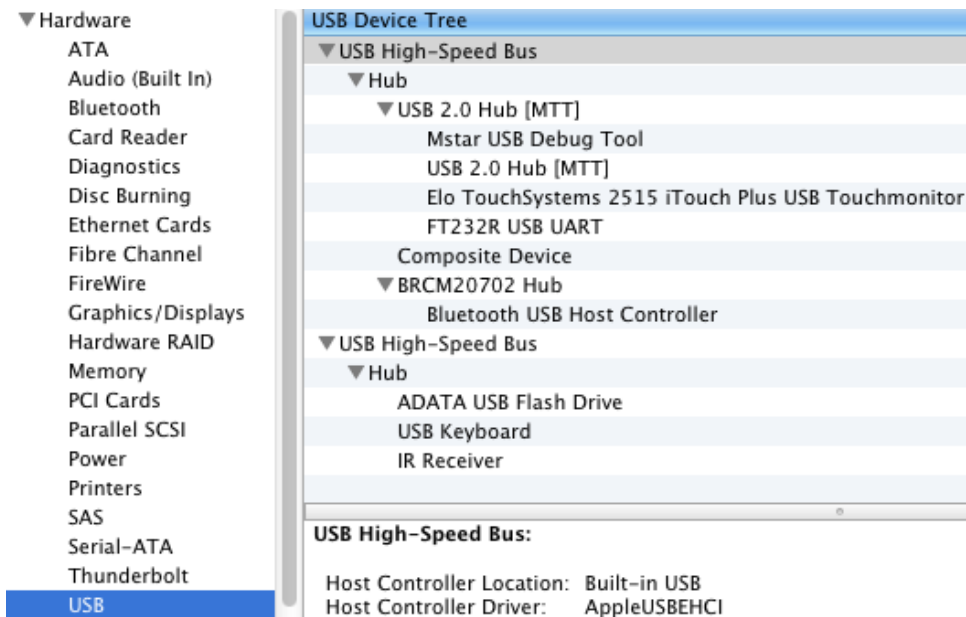 Hardware
ATA
Audio (Built In)
Bluetooth
Card Reader
Diagnostics
Disc Burning
Ethernet Cards
Fibre Channel
FireWire
Graphics/Displays
Hardware RAID
Memory
PCI Cards
Parallel SCSI
Power
Printers
SAS
Serial-ATA
Thunderbolt
USB
USB Device Tree
USB High-Speed Bus
Hub
USB 2.0 Hub [MTT]
Mstar USB Debug Tool
USB 2.0 Hub [MTT]
Elo TouchSystems 2515 iTouch Plus USB Touchmonitor
FT232R USB UART
Composite Device
BRCM20702 Hub
Bluetooth USB Host Controller
USB High-Speed Bus
Hub
ADATA USB Flash Drive
USB Keyboard
IR Receiver
USB High-Speed Bus:
Host Controller Location: Built-in USB
Host Controller Driver: AppleUSBEHCI